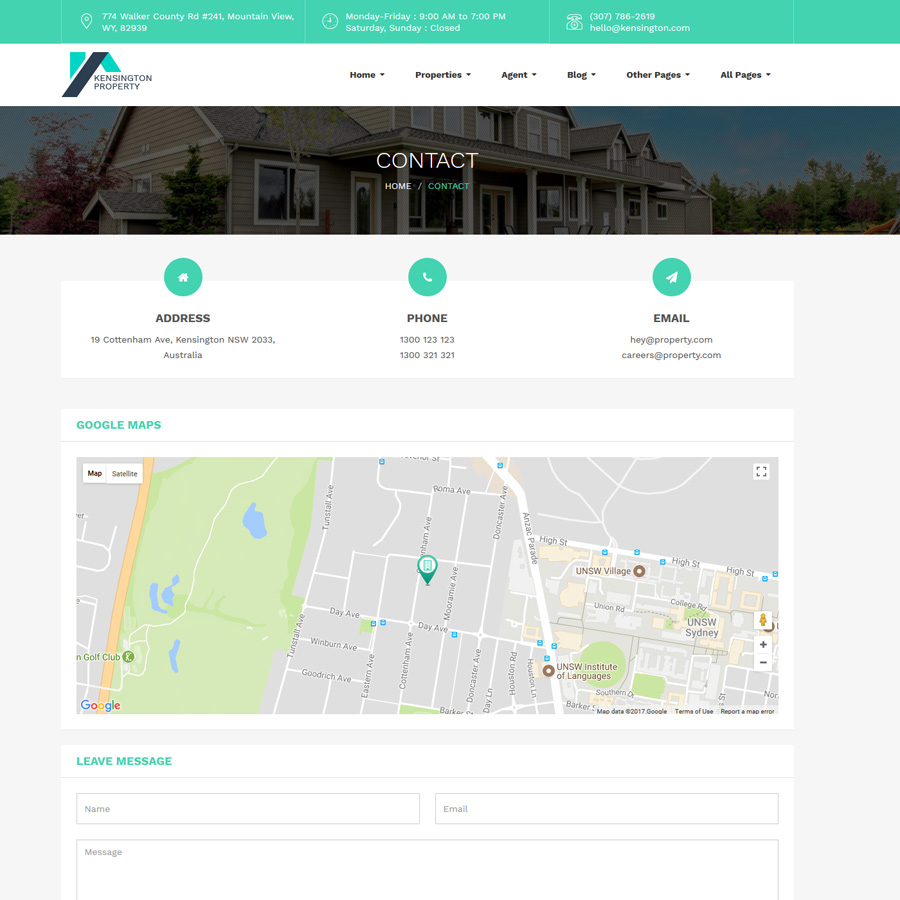 774 Walker County Rd #241, Mountain View,
WY, 82939
Monday-Friday : 9:00 AM to 7:00 PM
Saturday, Sunday : Closed
(307) 786-2619
hello@kensington.com
KENSINGTON
PROPERTY
Home
Properties
Agent
Blog
Other Pages
All Pages
CONTACT
HOME / CONTACT
ADDRESS
19 Cottenham Ave, Kensington NSW 2033,
Australia
PHONE
1300 123 123
1300 321 321
EMAIL
hey@property.com
careers@property.com
GOOGLE MAPS
Map
Satellite
Roma Ave
Tunstall Ave
Doncaster Ave
Anzac Parade
High St
High St
High St
UNSW Village
Mooramie Ave
Union Rd
College Rd
UNSW
Sydney
Day Ave
Day Ave
Tunstall Ave
Winburn Ave
Goodrich Ave
Eastern Ave
Cottenham Ave
Doncaster Ave
Day Ln
Houston Rd
Houston Ln
UNSW Institute
of Languages
Southern Dr
Barker St
Golf Club
Google
Map data ©2017 Google
Terms of Use
Report a map error
LEAVE MESSAGE
Name
Email
Message